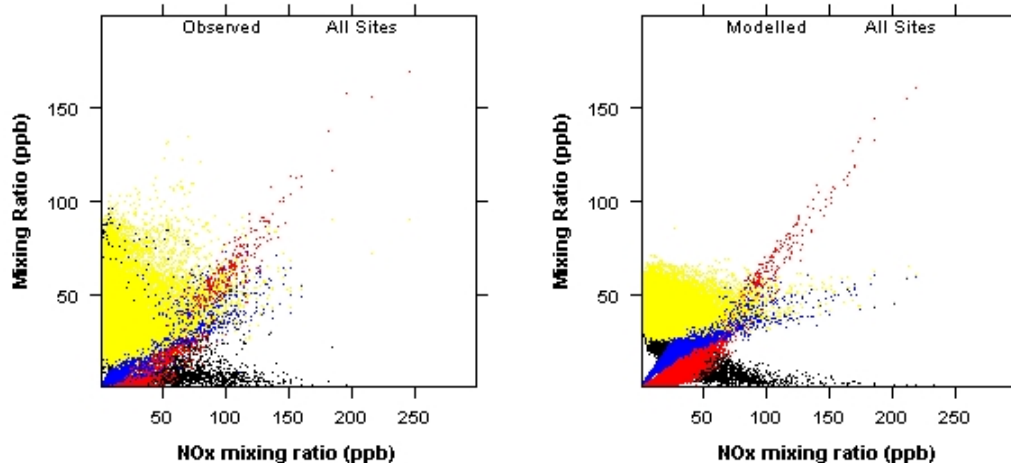 Observed All Sites
Mixing Ratio (ppb)
150
100
50
50 100 150 200 250
NOx mixing ratio (ppb)
Modelled All Sites
Mixing Ratio (ppb)
150
100
50
50 100 150 200 250
NOx mixing ratio (ppb)